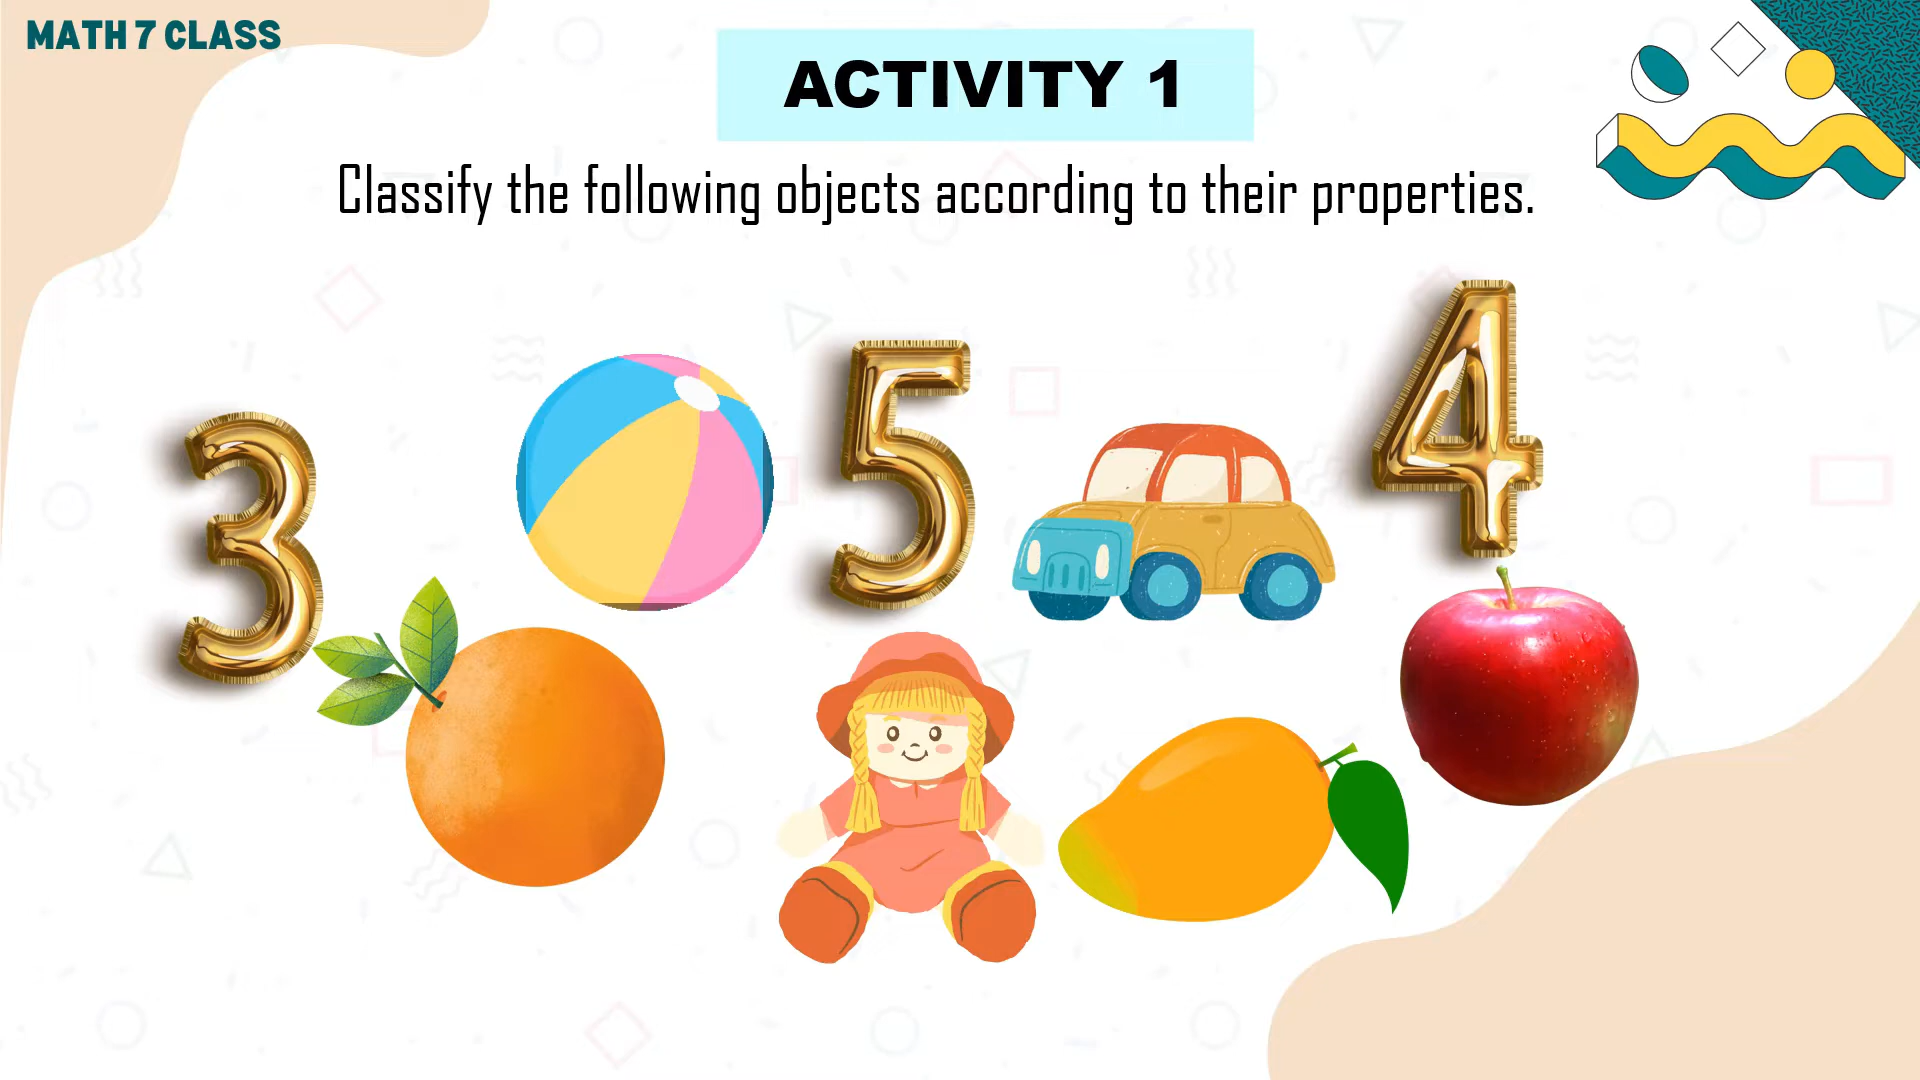 MATH 7 CLASS
ACTIVITY 1
Classify the following objects according to their properties.
4
5
3